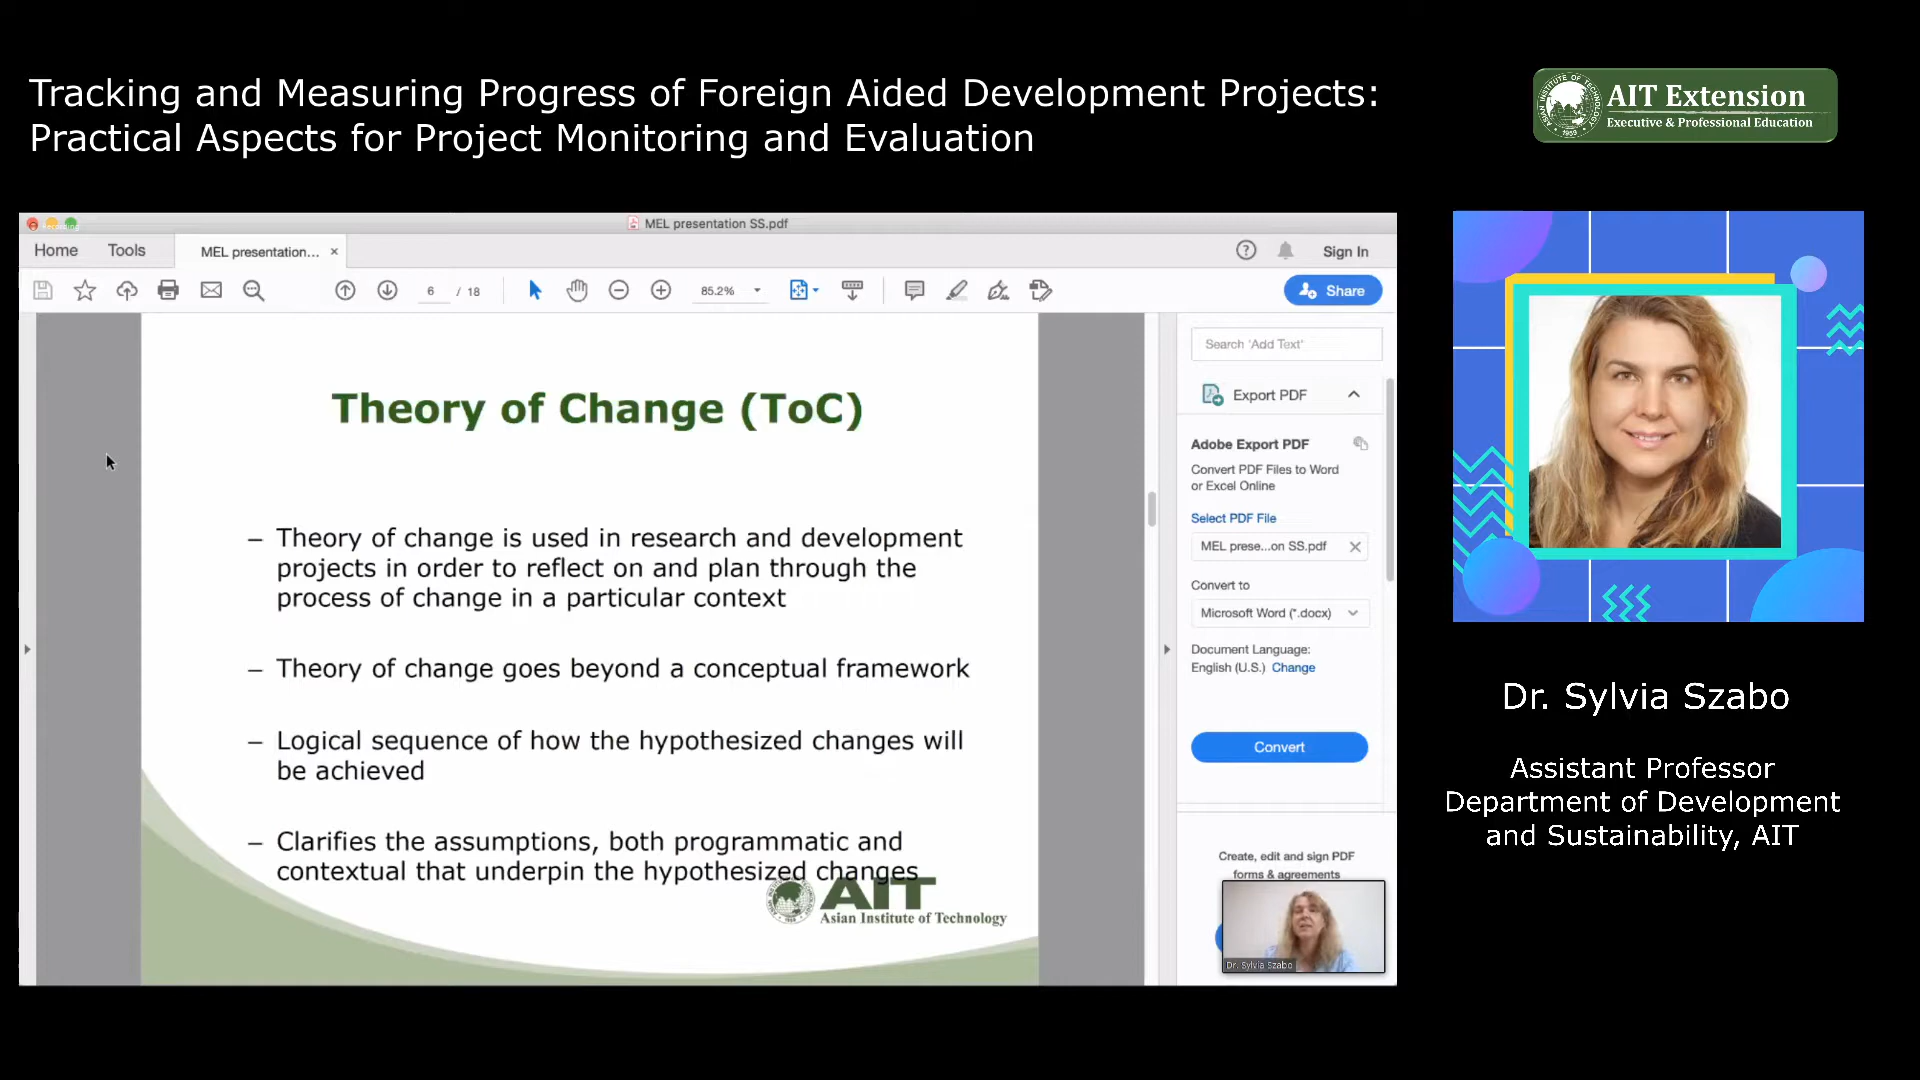 Tracking and Measuring Progress of Foreign Aided Development Projects:
Practical Aspects for Project Monitoring and Evaluation
AIT Extension
Executive & Professional Education
ASIAN INSTITUTE OF TECHNOLOGY
1959
MEL presentation SS.pdf
Home
Tools
MEL presentation...
Sign In
6
/ 18
85.2%
Share
Theory of Change (ToC)
– Theory of change is used in research and development
projects in order to reflect on and plan through the
process of change in a particular context
– Theory of change goes beyond a conceptual framework
– Logical sequence of how the hypothesized changes will
be achieved
– Clarifies the assumptions, both programmatic and
contextual that underpin the hypothesized changes
AIT
Asian Institute of Technology
Search 'Add Text'
Export PDF
Adobe Export PDF
Convert PDF Files to Word
or Excel Online
Select PDF File
MEL prese...on SS.pdf
Convert to
Microsoft Word (*.docx)
Document Language:
English (U.S.) Change
Convert
Create, edit and sign PDF
forms & agreements
Dr. Sylvia Szabo
Dr. Sylvia Szabo
Assistant Professor
Department of Development
and Sustainability, AIT